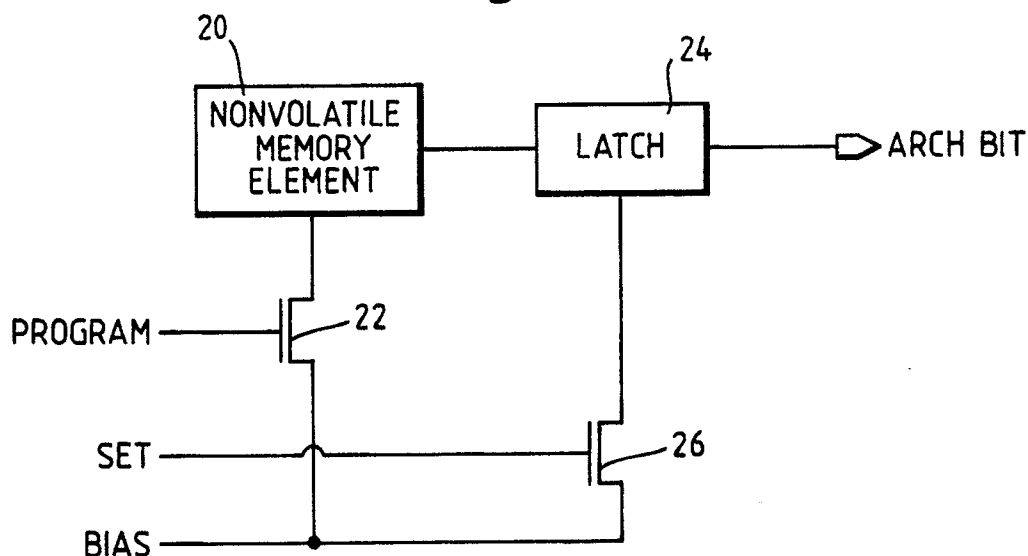 20
24
NONVOLATILE
MEMORY
ELEMENT
LATCH
ARCH BIT
PROGRAM
22
SET
26
BIAS